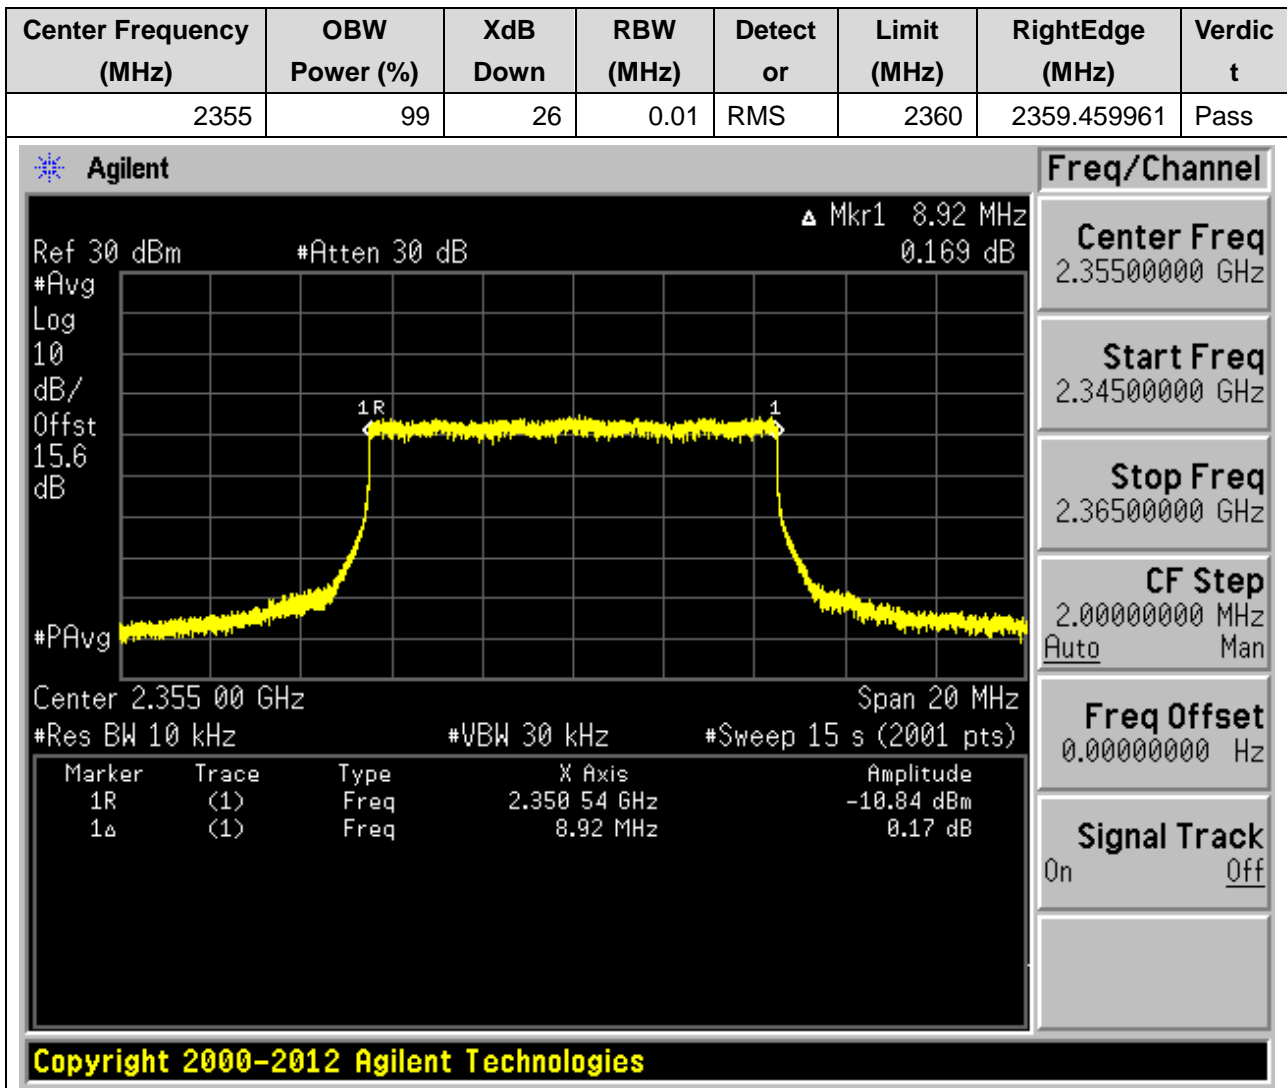 Center Frequency (MHz) OBW Power (%) XdB Down RBW (MHz) Detect or Limit (MHz) RightEdge (MHz) Verdic t
2355 99 26 0.01 RMS 2360 2359.459961 Pass
Agilent
Freq/Channel
Δ Mkr1 8.92 MHz
Ref 30 dBm #Atten 30 dB 0.169 dB
#Avg
Log
10
dB/
Offst
15.6
dB
#PAvg
1R
1
Center 2.355 00 GHz Span 20 MHz
#Res BW 10 kHz #VBW 30 kHz #Sweep 15 s (2001 pts)
Marker Trace Type X Axis Amplitude
1R (1) Freq 2.350 54 GHz -10.84 dBm
1Δ (1) Freq 8.92 MHz 0.17 dB
Center Freq
2.35500000 GHz
Start Freq
2.34500000 GHz
Stop Freq
2.36500000 GHz
CF Step
2.00000000 MHz
Auto Man
Freq Offset
0.00000000 Hz
Signal Track
On Off
Copyright 2000-2012 Agilent Technologies